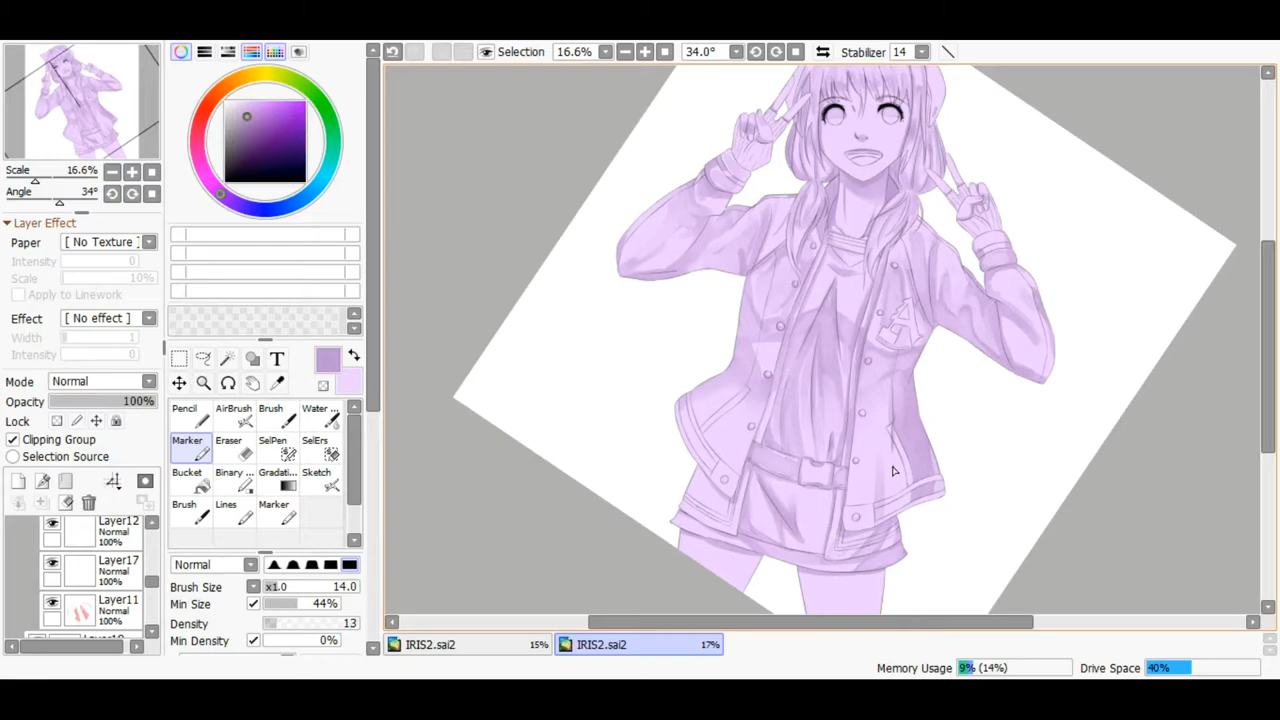 Selection 16.6% 34.0° Stabilizer 14
Scale 16.6%
Angle 34°
Layer Effect
Paper [ No Texture ]
Intensity 0
Scale 10%
Apply to Linework
Effect [ No effect ]
Width 1
Intensity 0
Mode Normal
Opacity 100%
Lock
Clipping Group
Selection Source
Layer12
Normal
100%
Layer17
Normal
100%
Layer11
Normal
100%
T
Pencil AirBrush Brush Water ...
Marker Eraser SelPen SelErs
Bucket Binary ... Gradati... Sketch
Brush Lines Marker
Normal
Brush Size x1.0 14.0
Min Size 44%
Density 13
Min Density 0%
A
IRIS2.sai2 15% IRIS2.sai2 17%
Memory Usage 9% (14%) Drive Space 40%